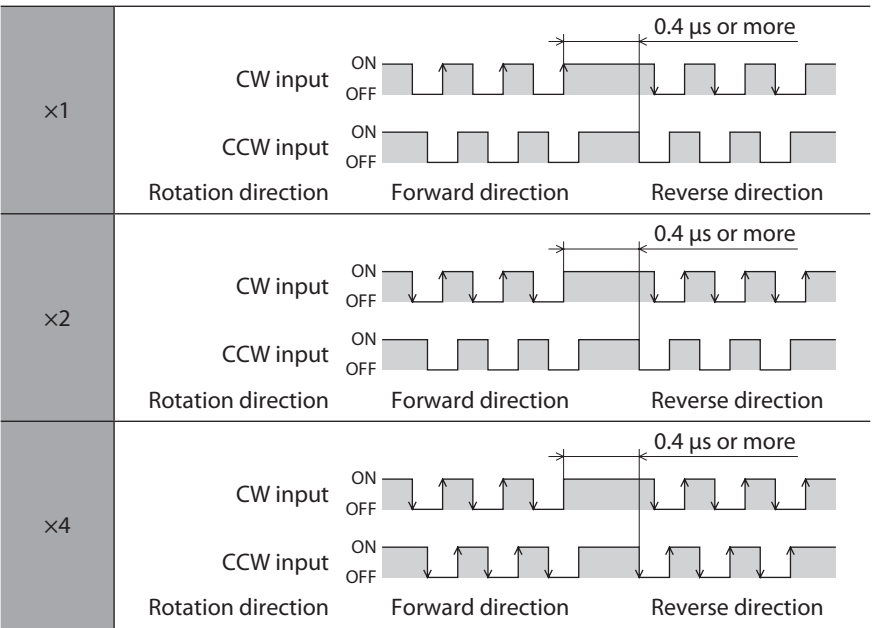 0.4 µs or more
ON
CW input
OFF
×1
ON
CCW input
OFF
Rotation direction Forward direction Reverse direction
0.4 µs or more
ON
CW input
OFF
×2
ON
CCW input
OFF
Rotation direction Forward direction Reverse direction
0.4 µs or more
ON
CW input
OFF
×4
ON
CCW input
OFF
Rotation direction Forward direction Reverse direction